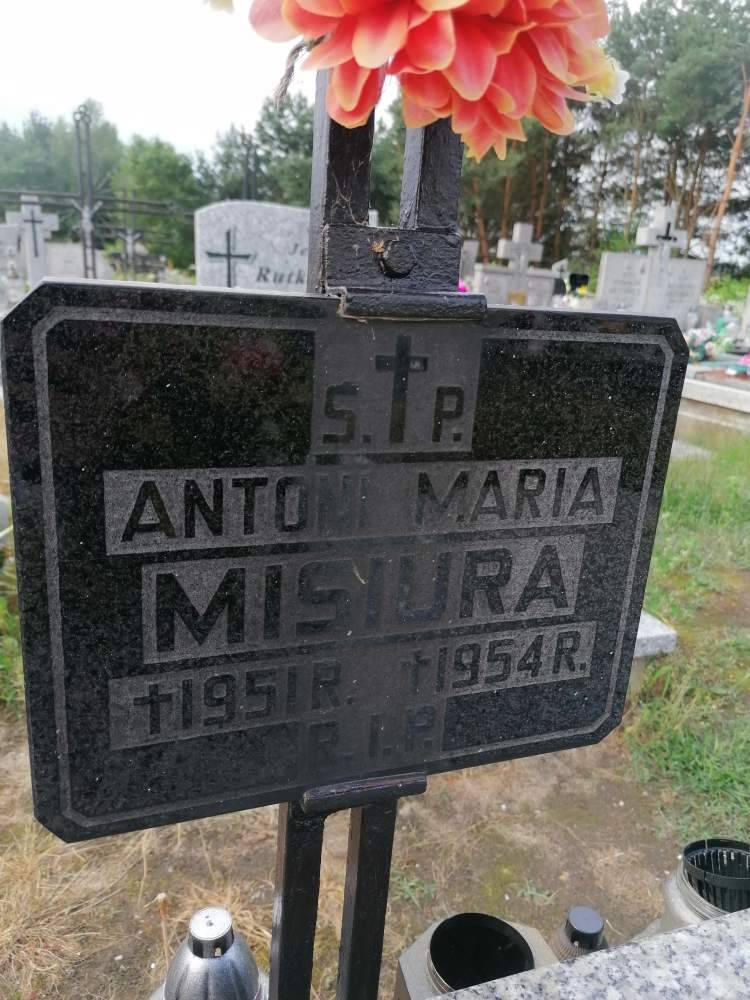 Ś. P.
ANTONI MARIA
MISIURA
†1951R. †1954R.
R.I.P.